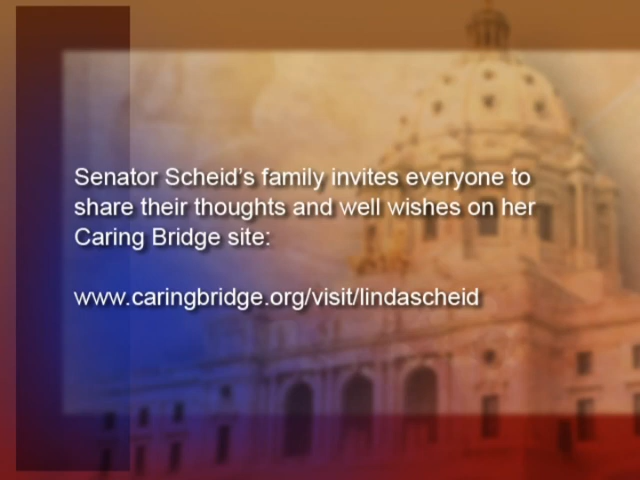 Senator Scheid’s family invites everyone to
share their thoughts and well wishes on her
Caring Bridge site:
www.caringbridge.org/visit/lindascheid